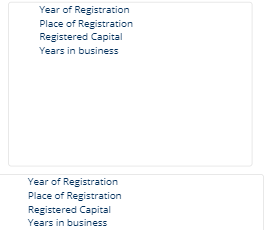 Year of Registration
Place of Registration
Registered Capital
Years in business
Year of Registration
Place of Registration
Registered Capital
Years in business